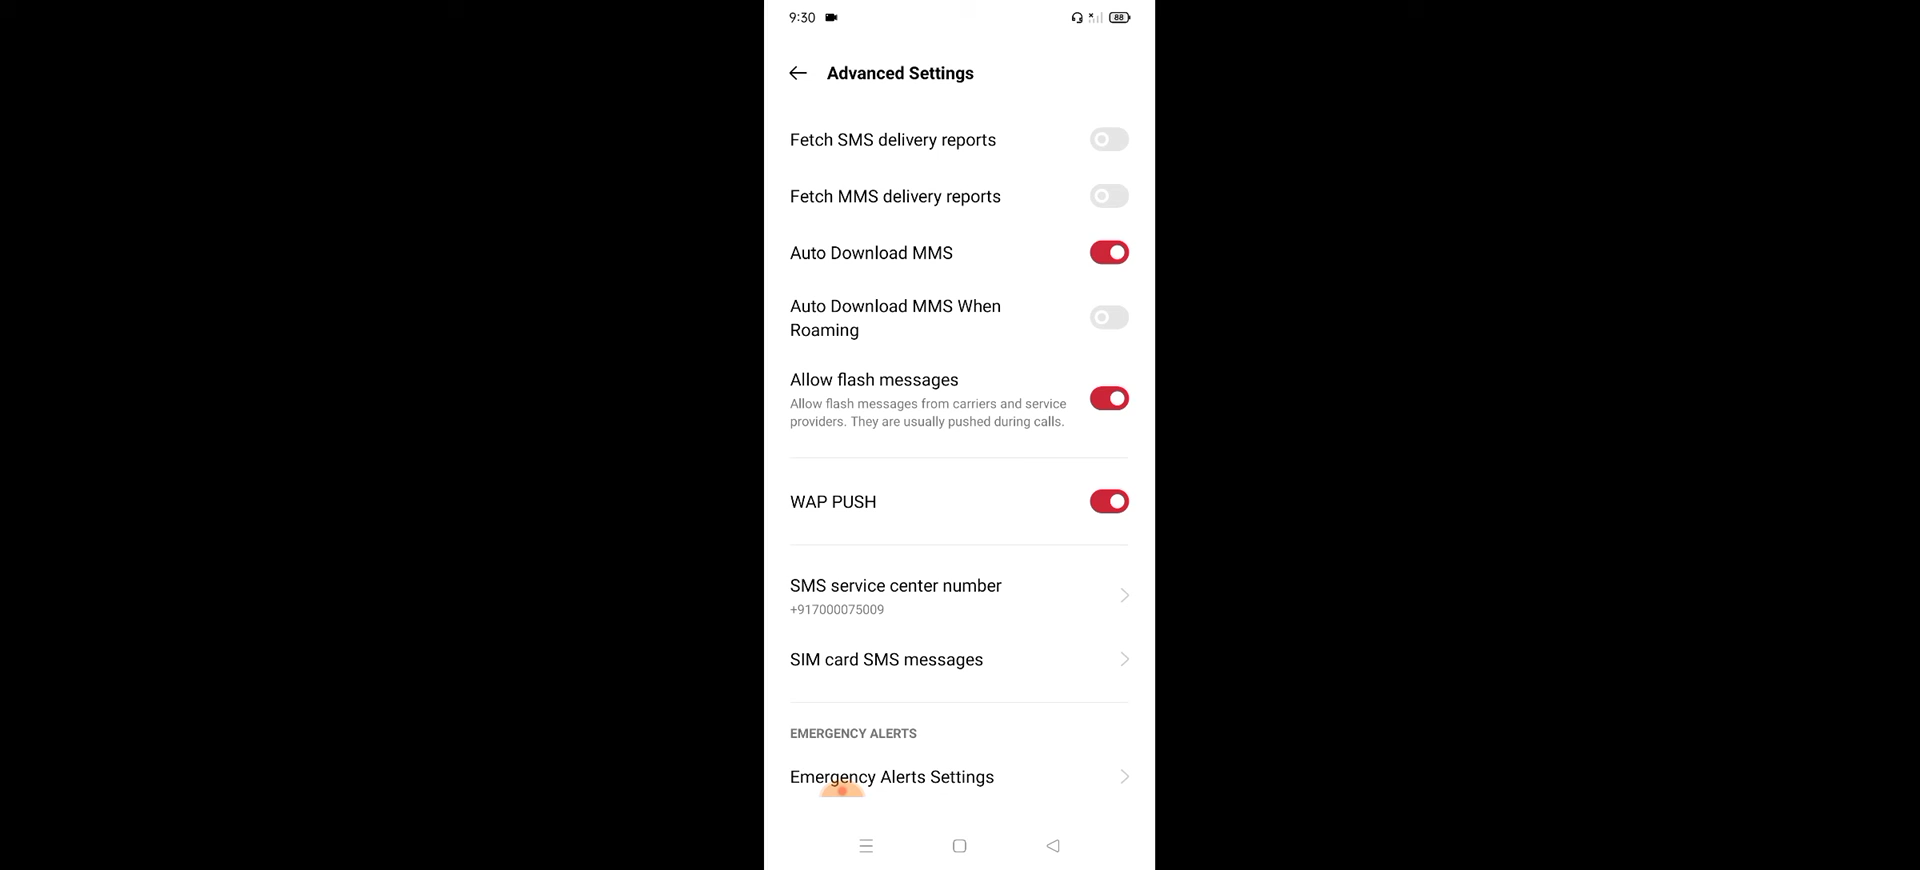 9:30
88
Advanced Settings
Fetch SMS delivery reports
Fetch MMS delivery reports
Auto Download MMS
Auto Download MMS When
Roaming
Allow flash messages
Allow flash messages from carriers and service
providers. They are usually pushed during calls.
WAP PUSH
SMS service center number
+917000075009
SIM card SMS messages
EMERGENCY ALERTS
Emergency Alerts Settings